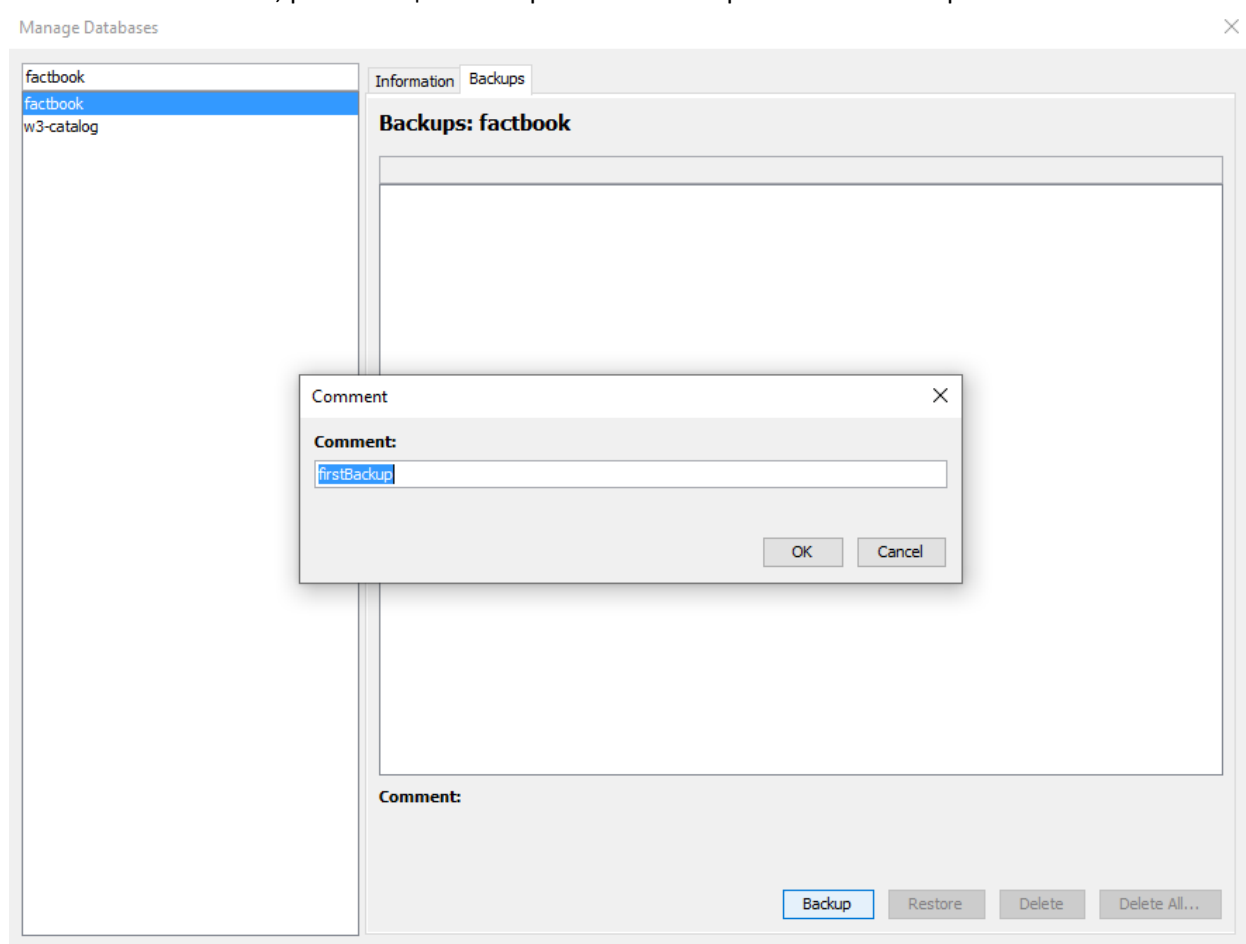 Manage Databases
factbook
factbook
w3-catalog
Information Backups
Backups: factbook
Comment
Comment:
firstBackup
OK Cancel
Comment:
Backup Restore Delete Delete All...